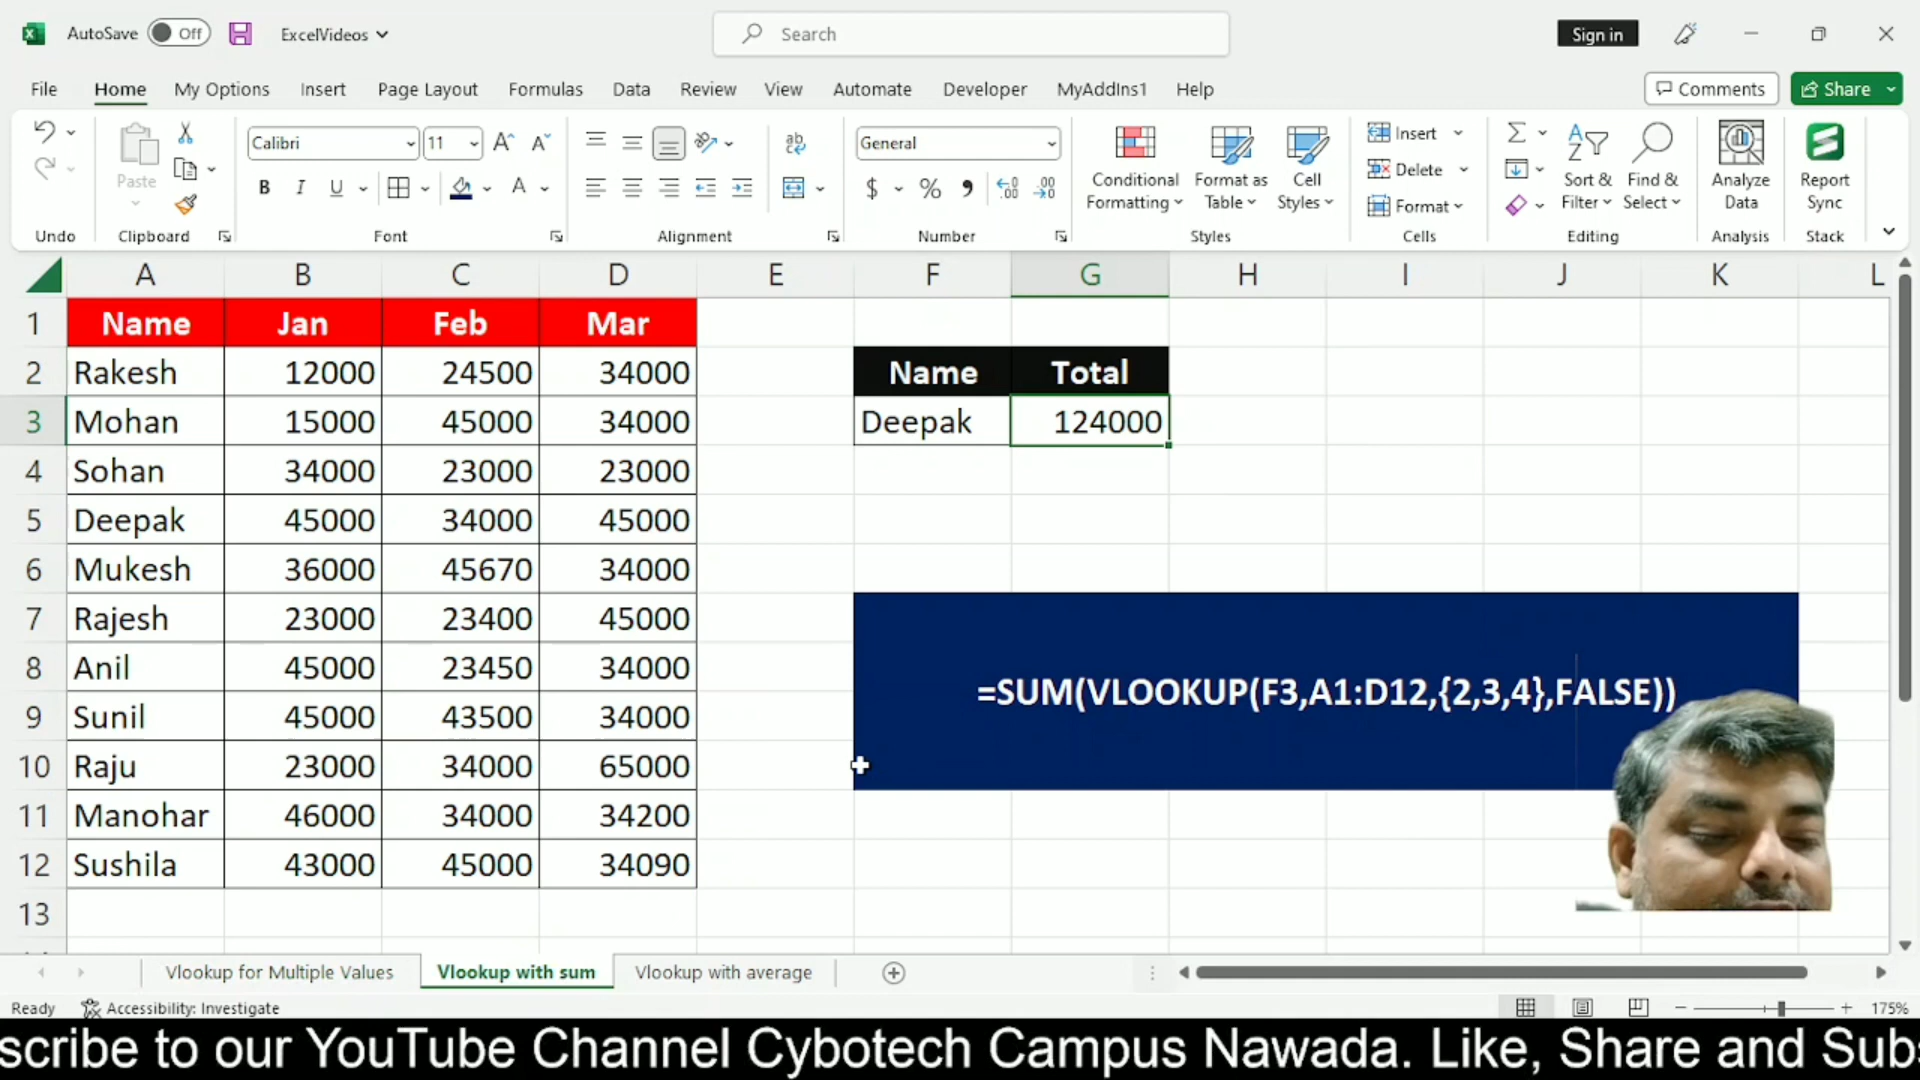 AutoSave Off ExcelVideos Search Sign in
File Home Insert Page Layout Formulas Data Review View Automate Developer MyAddIns1 Help Comments Share
Paste Calibri 11 General Conditional Formatting Format as Table Cell Styles Insert Delete Format Sort & Filter Find & Select Analyze Data Report Sync
Undo Clipboard Font Alignment Number Styles Cells Editing Analysis Stack
A B C D E F G H I J K L
1 Name Jan Feb Mar
2 Rakesh 12000 24500 34000 Name Total
3 Mohan 15000 45000 34000 Deepak 124000
4 Sohan 34000 23000 23000
5 Deepak 45000 34000 45000
6 Mukesh 36000 45670 34000
7 Rajesh 23000 23400 45000
=SUM(VLOOKUP(F3,A1:D12,{2,3,4},FALSE))
8 Anil 45000 23450 34000
9 Sunil 45000 43500 34000
10 Raju 23000 34000 65000
11 Manohar 46000 34000 34200
12 Sushila 43000 45000 34090
13
Vlookup for Multiple Values Vlookup with sum Vlookup with average
Ready Accessibility: Investigate 175%
scribe to our YouTube Channel Cybotech Campus Nawada. Like, Share and Subs